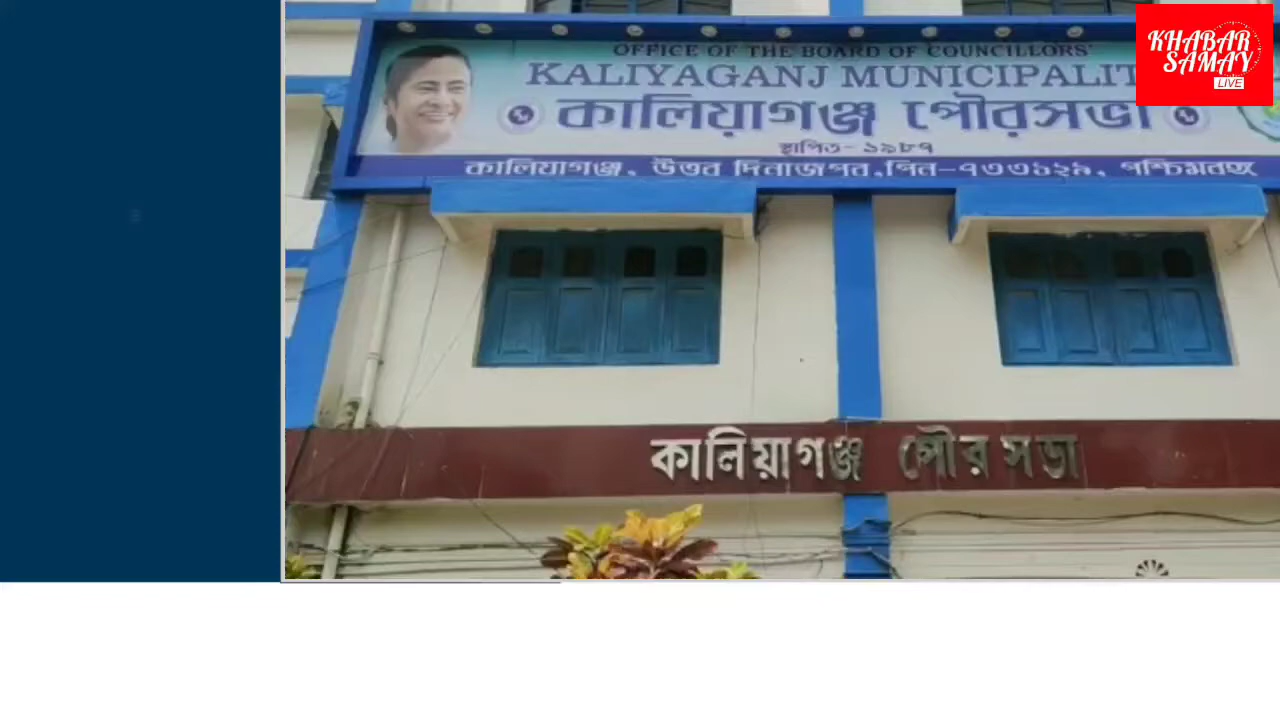 OFFICE OF THE BOARD OF COUNCILLORS'
KALIYAGANJ MUNICIPALIT
কালিয়াগঞ্জ পৌরসভা
স্থাপিত- ১৯৮৭
কালিয়াগঞ্জ, উত্তর দিনাজপুর, পিন-৭৩৩১২৯, পশ্চিমবঙ্গ
কালিয়াগঞ্জ পৌরসভা
KHABAR
SAMAY
LIVE